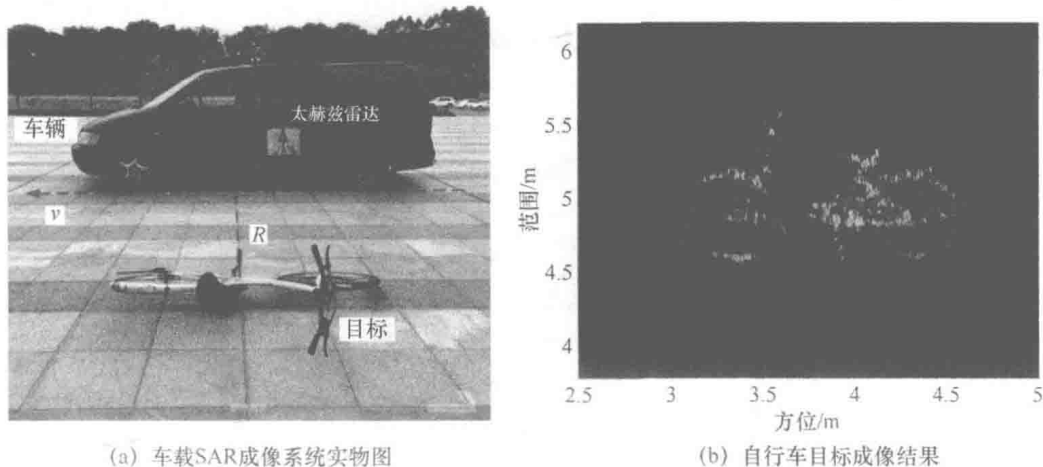 车辆
太赫兹雷达
v
R
目标
(a) 车载SAR成像系统实物图
范围/m
6
5.5
5
4.5
4
2.5 3 3.5 4 4.5 5
方位/m
(b) 自行车目标成像结果